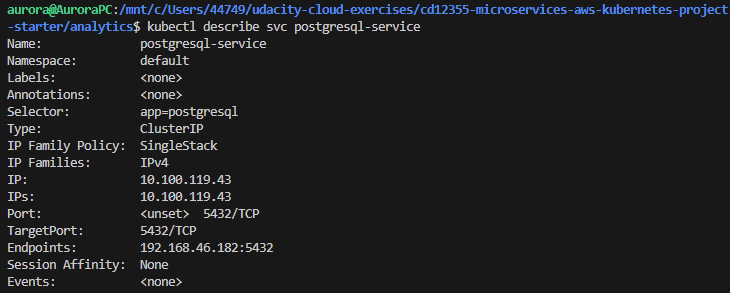 aurora@AuroraPC:/mnt/c/Users/44749/udacity-cloud-exercises/cd12355-microservices-aws-kubernetes-project
-starter/analytics$ kubectl describe svc postgresql-service
Name: postgresql-service
Namespace: default
Labels: <none>
Annotations: <none>
Selector: app=postgresql
Type: ClusterIP
IP Family Policy: SingleStack
IP Families: IPv4
IP: 10.100.119.43
IPs: 10.100.119.43
Port: <unset> 5432/TCP
TargetPort: 5432/TCP
Endpoints: 192.168.46.182:5432
Session Affinity: None
Events: <none>